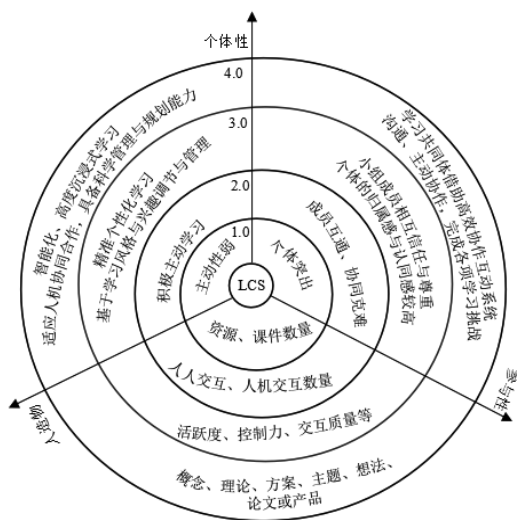 个体性
4.0
3.0
2.0
1.0
LCS
参与性
人造物
主动性弱
积极主动学习
精准个性化学习
基于学习风格与兴趣调节与管理
智能化、高度沉浸式学习
适应人机协同合作,具备科学管理与规划能力
个体突出
成员互通、协同克难
小组成员相互信任与尊重
个体的归属感与认同感较高
学习共同体借助高效协作互动系统
沟通、主动协作,完成各项学习挑战
资源、课件数量
人人交互、人机交互数量
活跃度、控制力、交互质量等
概念、理论、方案、主题、想法、
论文或产品